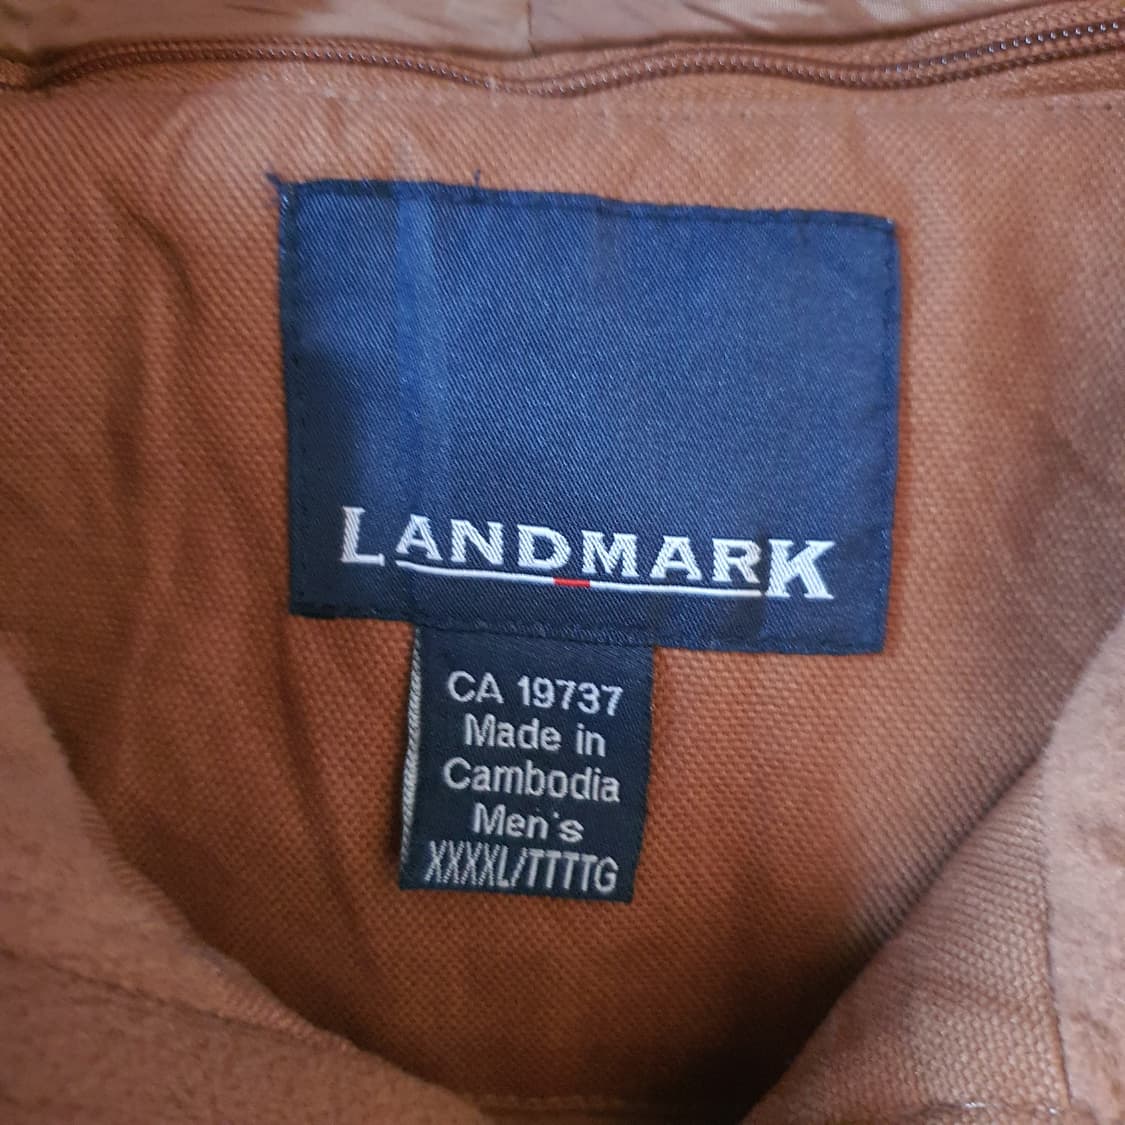 LANDMARK
CA 19737
Made in
Cambodia
Men's
XXXXL/TTTTG